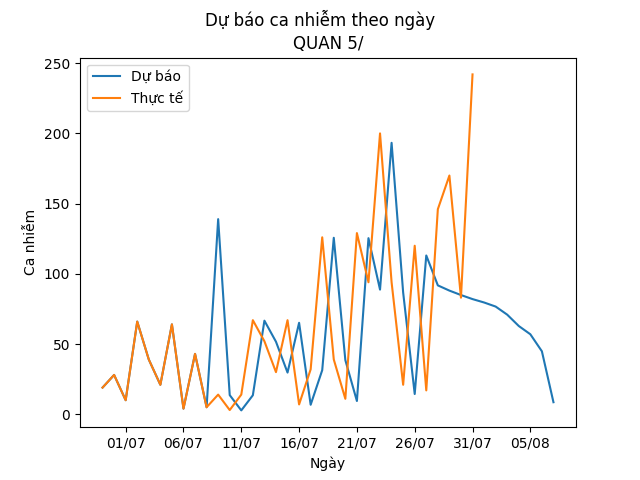 Dự báo ca nhiễm theo ngày
QUAN 5/
Dự báo
Thực tế
Ca nhiễm
250
200
150
100
50
0
01/07 06/07 11/07 16/07 21/07 26/07 31/07 05/08
Ngày